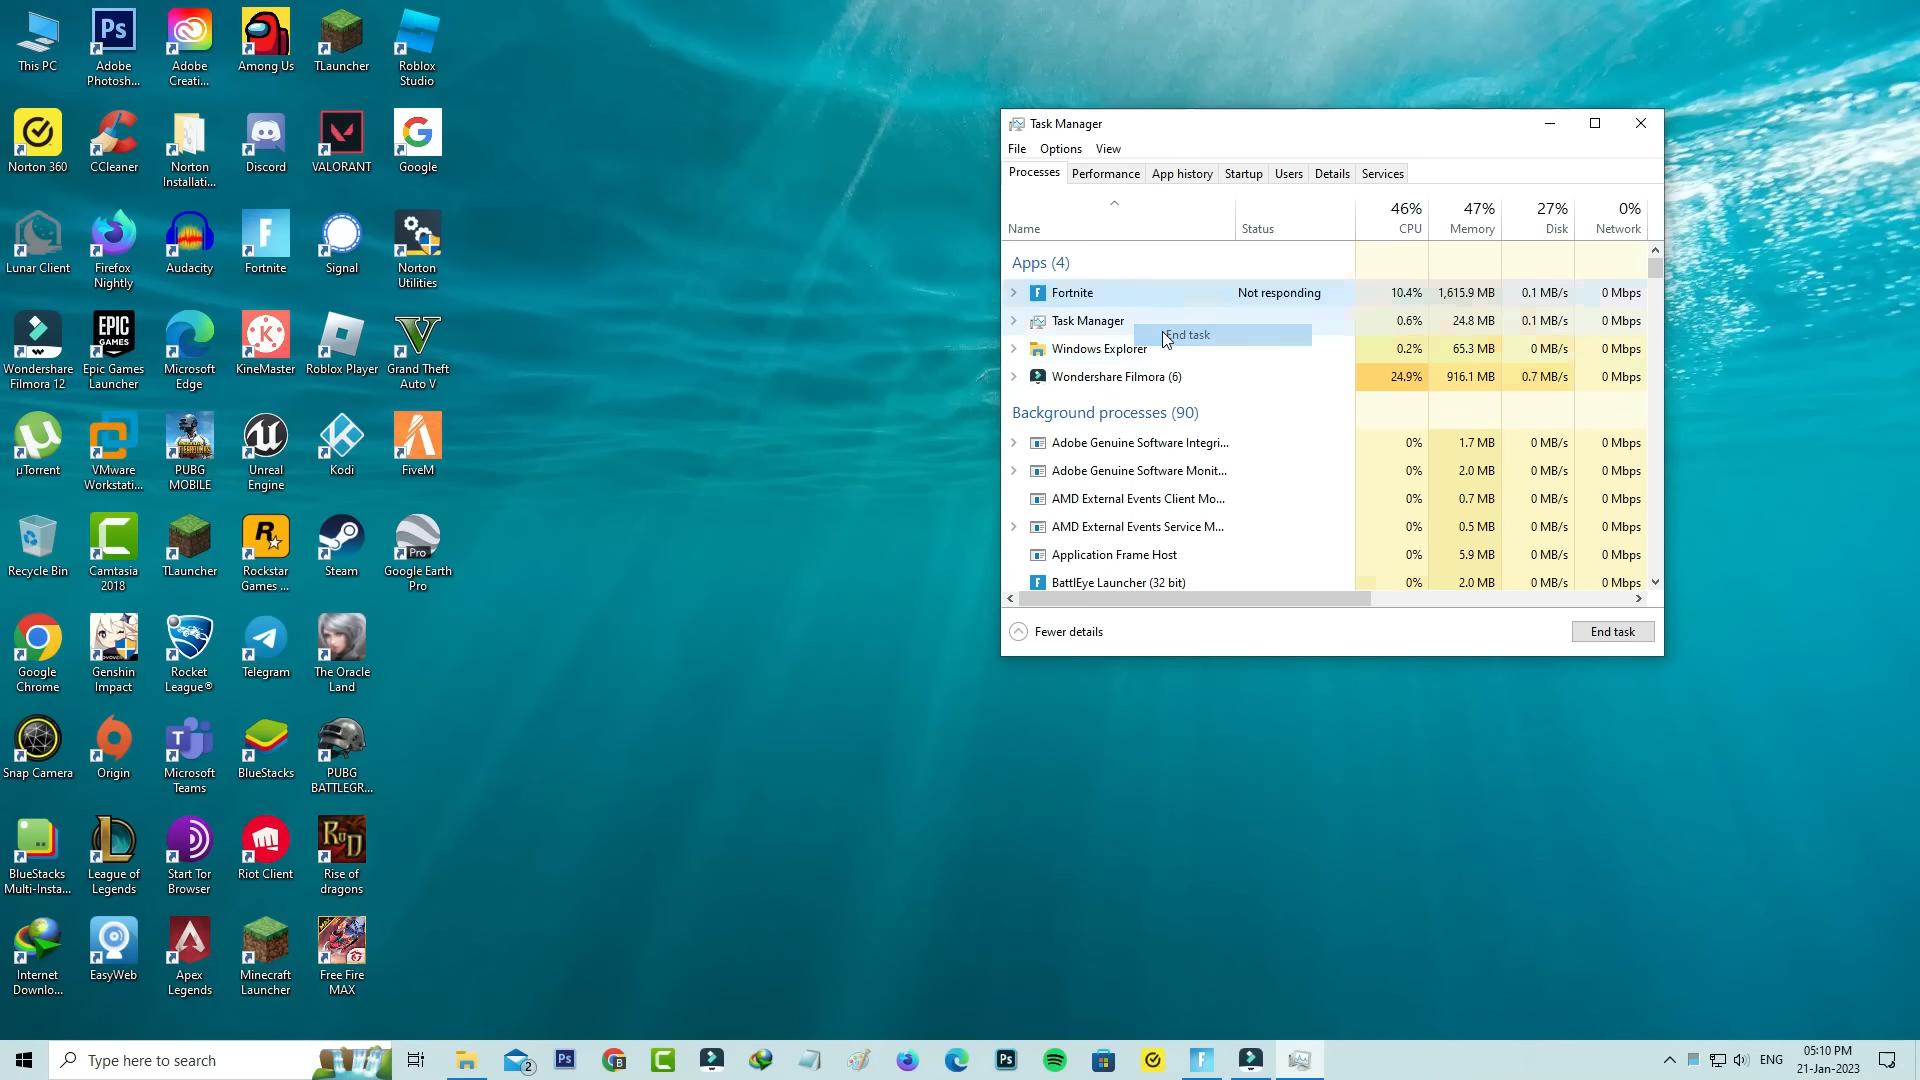 This PC
Adobe Photosh...
Adobe Creati...
Among Us
TLauncher
Roblox Studio
Norton 360
CCleaner
Norton Installati...
Discord
VALORANT
Google
Lunar Client
Firefox Nightly
Audacity
Fortnite
Signal
Norton Utilities
Wondershare Filmora 12
Epic Games Launcher
Microsoft Edge
KineMaster
Roblox Player
Grand Theft Auto V
µTorrent
VMware Workstati...
PUBG MOBILE
Unreal Engine
Kodi
FiveM
Recycle Bin
Camtasia 2018
TLauncher
Rockstar Games ...
Steam
Google Earth Pro
Google Chrome
Genshin Impact
Rocket League®
Telegram
The Oracle Land
Snap Camera
Origin
Microsoft Teams
BlueStacks
PUBG BATTLEGR...
BlueStacks Multi-Insta...
League of Legends
Start Tor Browser
Riot Client
Rise of dragons
Internet Downlo...
EasyWeb
Apex Legends
Minecraft Launcher
Free Fire MAX
Task Manager
File Options View
Processes Performance App history Startup Users Details Services
46% 47% 27% 0%
Name Status CPU Memory Disk Network
Apps (4)
Fortnite Not responding 10.4% 1,615.9 MB 0.1 MB/s 0 Mbps
Task Manager 0.6% 24.8 MB 0.1 MB/s 0 Mbps
End task
Windows Explorer 0.2% 65.3 MB 0 MB/s 0 Mbps
Wondershare Filmora (6) 24.9% 916.1 MB 0.7 MB/s 0 Mbps
Background processes (90)
Adobe Genuine Software Integri... 0% 1.7 MB 0 MB/s 0 Mbps
Adobe Genuine Software Monit... 0% 2.0 MB 0 MB/s 0 Mbps
AMD External Events Client Mo... 0% 0.7 MB 0 MB/s 0 Mbps
AMD External Events Service M... 0% 0.5 MB 0 MB/s 0 Mbps
Application Frame Host 0% 5.9 MB 0 MB/s 0 Mbps
BattlEye Launcher (32 bit) 0% 2.0 MB 0 MB/s 0 Mbps
Fewer details End task
Type here to search
2
ENG
05:10 PM
21-Jan-2023